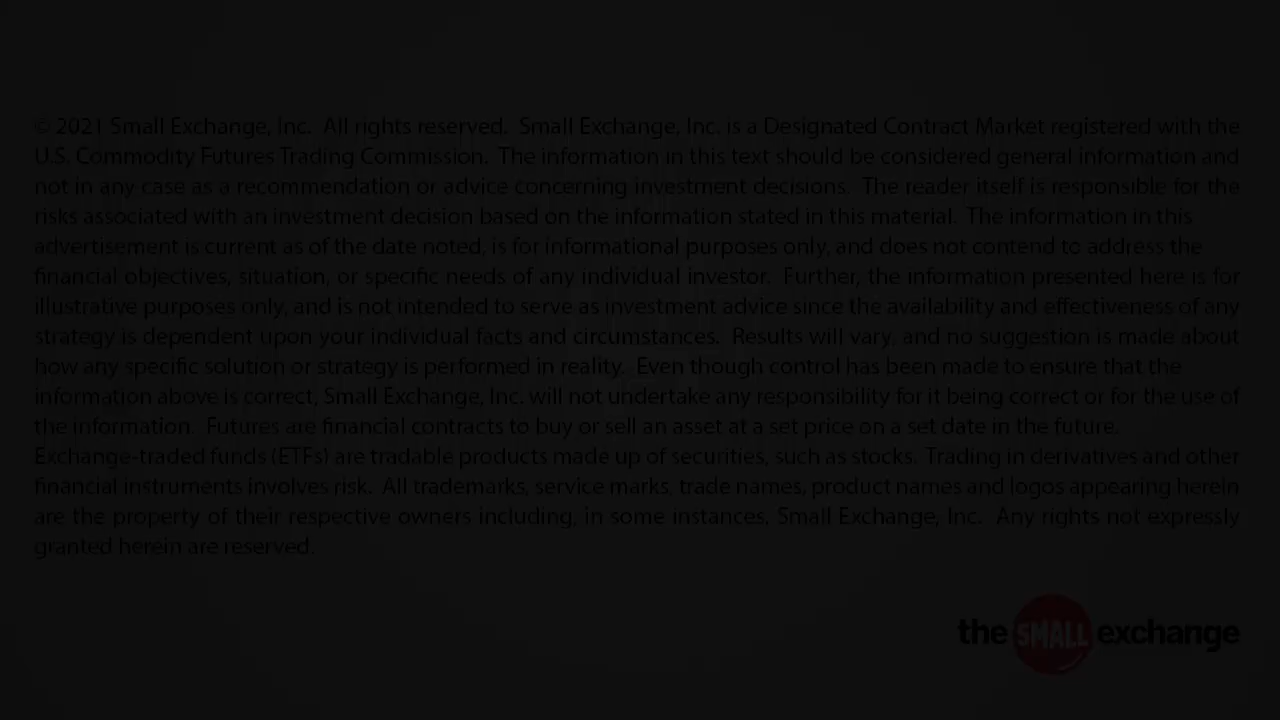 © 2021 Small Exchange, Inc.  All rights reserved.  Small Exchange, Inc. is a Designated Contract Market registered with the
U.S. Commodity Futures Trading Commission.  The information in this text should be considered general information and
not in any case as a recommendation or advice concerning investment decisions.  The reader itself is responsible for the
risks associated with an investment decision based on the information stated in this material.  The information in this
advertisement is current as of the date noted, is for informational purposes only, and does not contend to address the
financial objectives, situation, or specific needs of any individual investor.  Further, the information presented here is for
illustrative purposes only, and is not intended to serve as investment advice since the availability and effectiveness of any
strategy is dependent upon your individual facts and circumstances.  Results will vary, and no suggestion is made about
how any specific solution or strategy is performed in reality.  Even though control has been made to ensure that the
information above is correct, Small Exchange, Inc. will not undertake any responsibility for it being correct or for the use of
the information.  Futures are financial contracts to buy or sell an asset at a set price on a set date in the future.
Exchange-traded funds (ETFs) are tradable products made up of securities, such as stocks.  Trading in derivatives and other
financial instruments involves risk.  All trademarks, service marks, trade names, product names and logos appearing herein
are the property of their respective owners including, in some instances, Small Exchange, Inc.  Any rights not expressly
granted herein are reserved.
the SMALL exchange